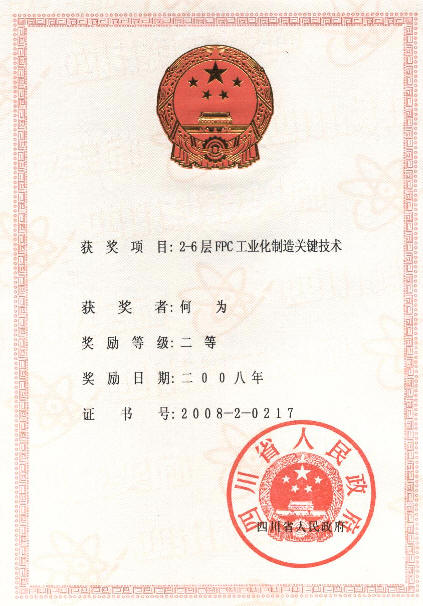 获奖项目:2-6层FPC工业化制造关键技术
获奖者:何为
奖励等级:二等
奖励日期:二00八年
证书号:2008-2-0217
四川省人民政府
四川省人民政府